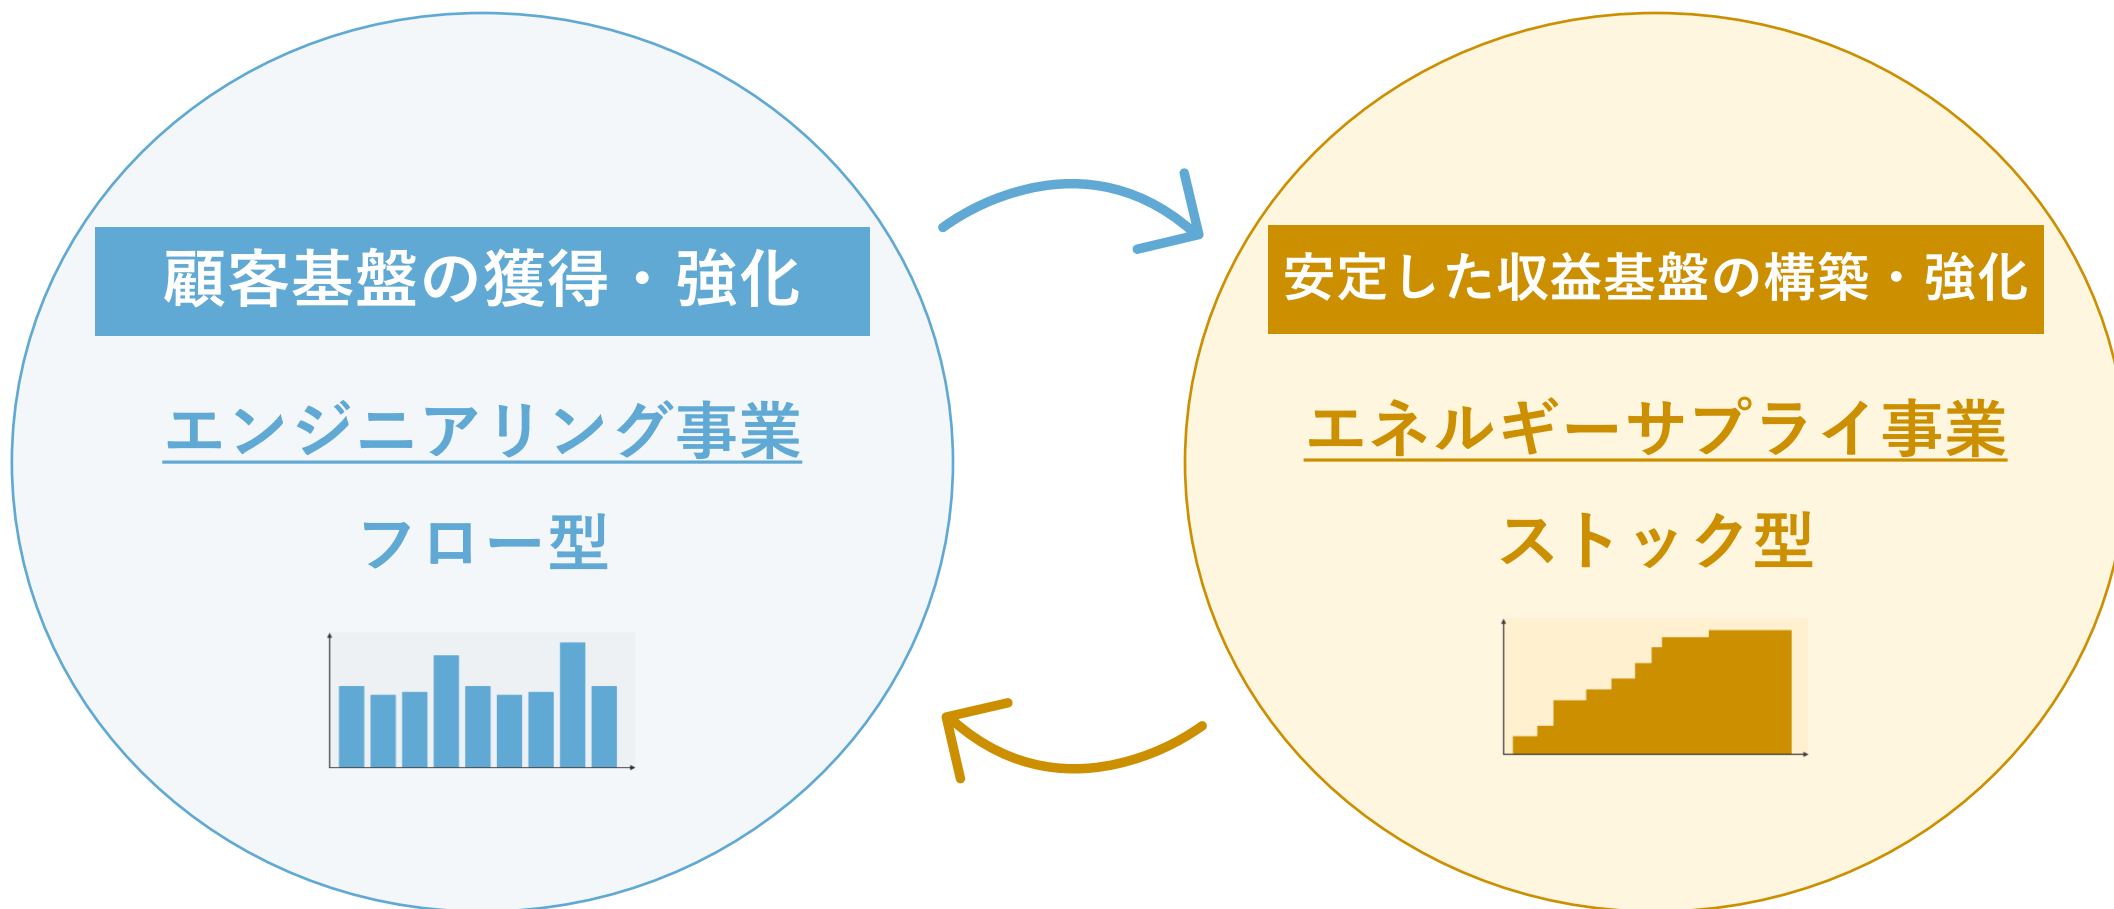 顧客基盤の獲得・強化
エンジニアリング事業
フロー型
安定した収益基盤の構築・強化
エネルギーサプライ事業
ストック型